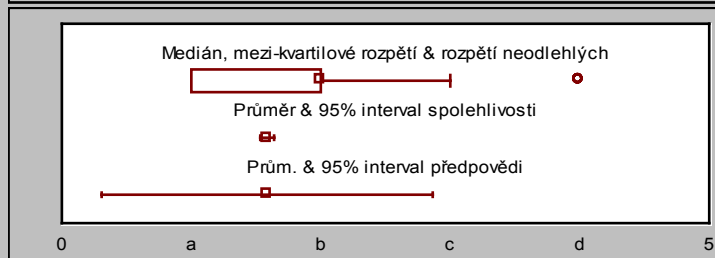 Medián, mezi-kvartilové rozpětí & rozpětí neodlehlých
Průměr & 95% interval spolehlivosti
Prům. & 95% interval předpovědi
0 a b c d 5